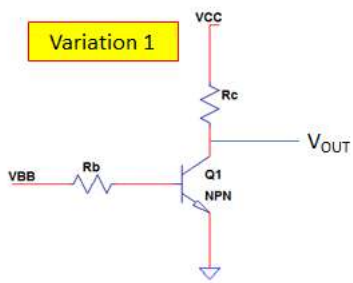 Variation 1
VCC
Rc
VOUT
Q1
Rb
VBB
NPN